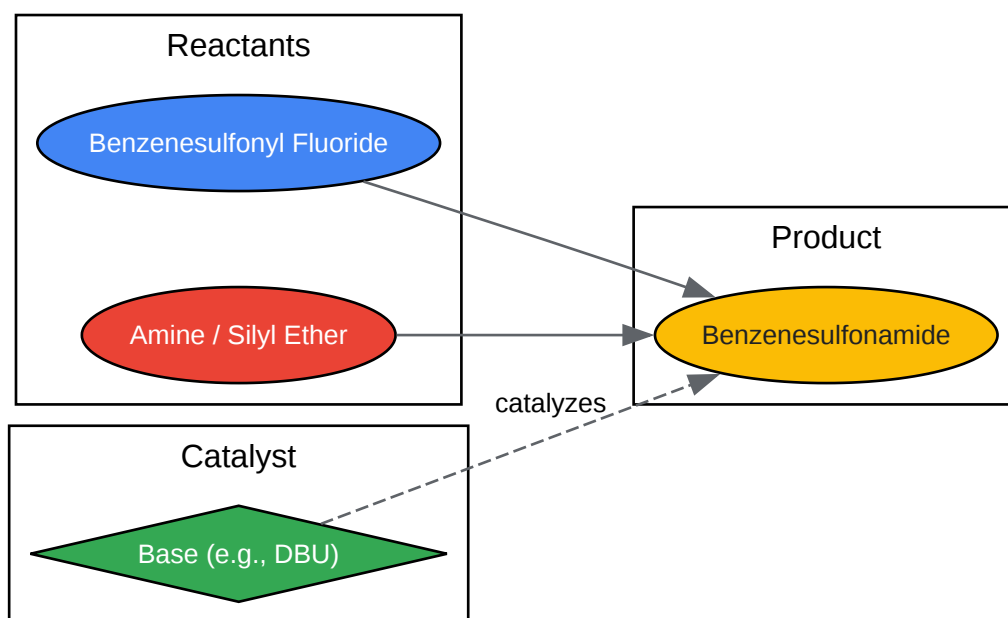 Reactants
Benzenesulfonyl Fluoride
Amine / Silyl Ether
Product
Benzenesulfonamide
catalyzes
Catalyst
Base (e.g., DBU)